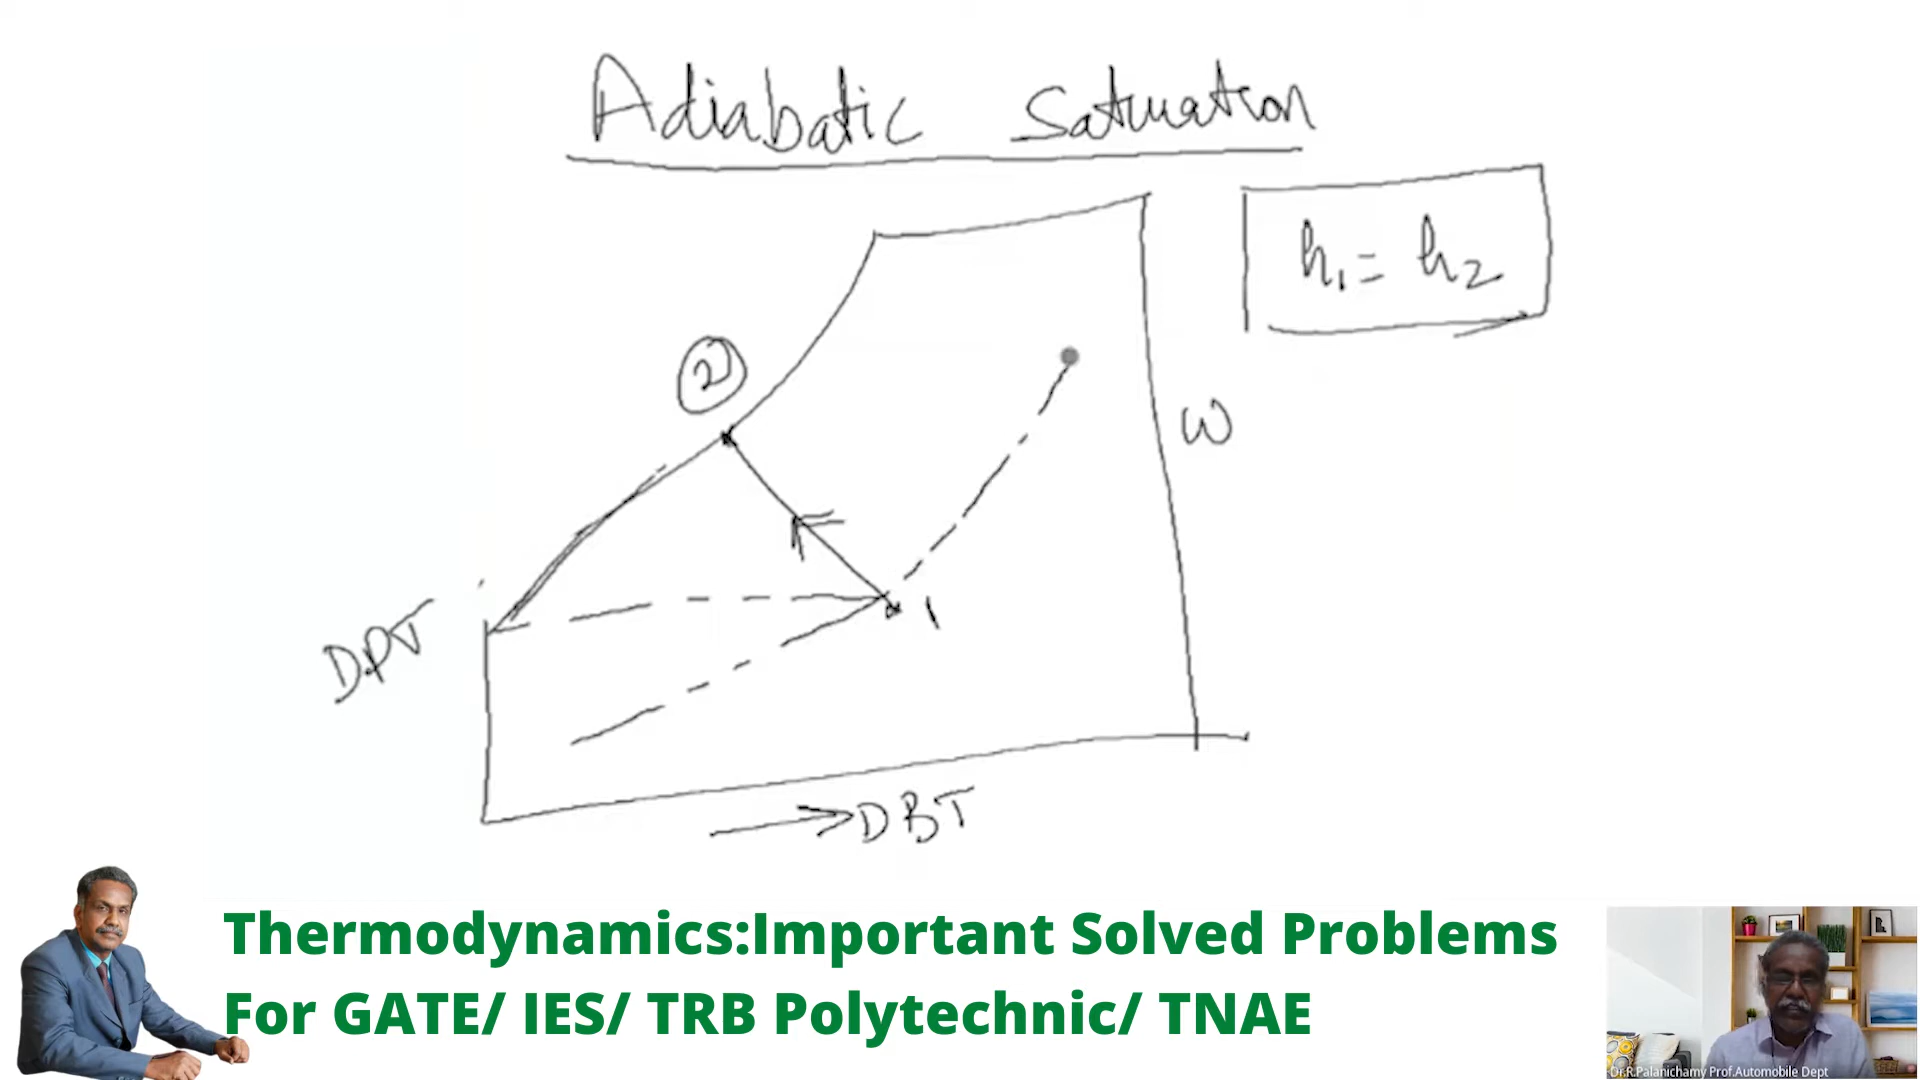 Adiabatic Saturation
h₁ = h₂
2
ω
1
DPT
DBT
Thermodynamics:Important Solved Problems
For GATE/ IES/ TRB Polytechnic/ TNAE
Dr.R.Palanichamy Prof.Automobile Dept